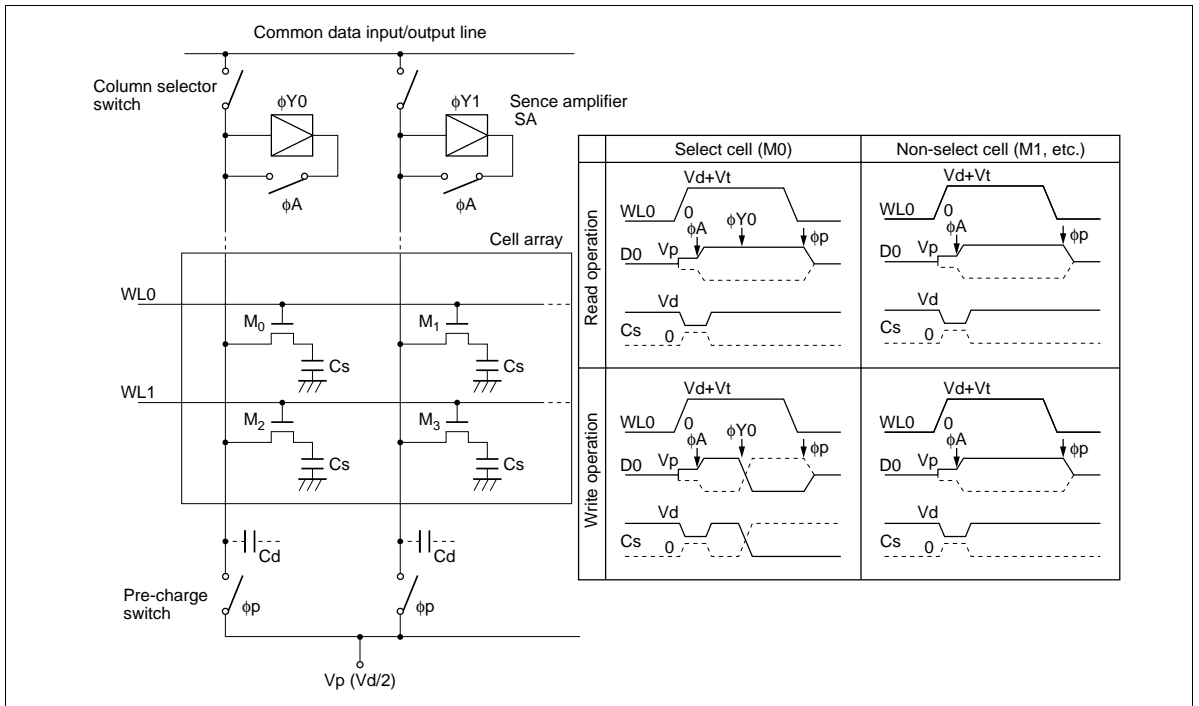 Common data input/output line
Column selector
switch
ϕY0
ϕY1
Sence amplifier
SA
ϕA
ϕA
Cell array
WL0
M0
M1
Cs
Cs
WL1
M2
M3
Cs
Cs
Cd
Cd
Pre-charge
switch
ϕp
ϕp
Vp (Vd/2)
Select cell (M0)
Non-select cell (M1, etc.)
Read operation
Vd+Vt
WL0
0
ϕA
ϕY0
ϕp
D0
Vp
Vd
Cs
0
Vd+Vt
WL0
0
ϕA
ϕp
D0
Vp
Vd
Cs
0
Write operation
Vd+Vt
WL0
0
ϕA
ϕY0
ϕp
D0
Vp
Vd
Cs
0
Vd+Vt
WL0
0
ϕA
ϕp
D0
Vp
Vd
Cs
0